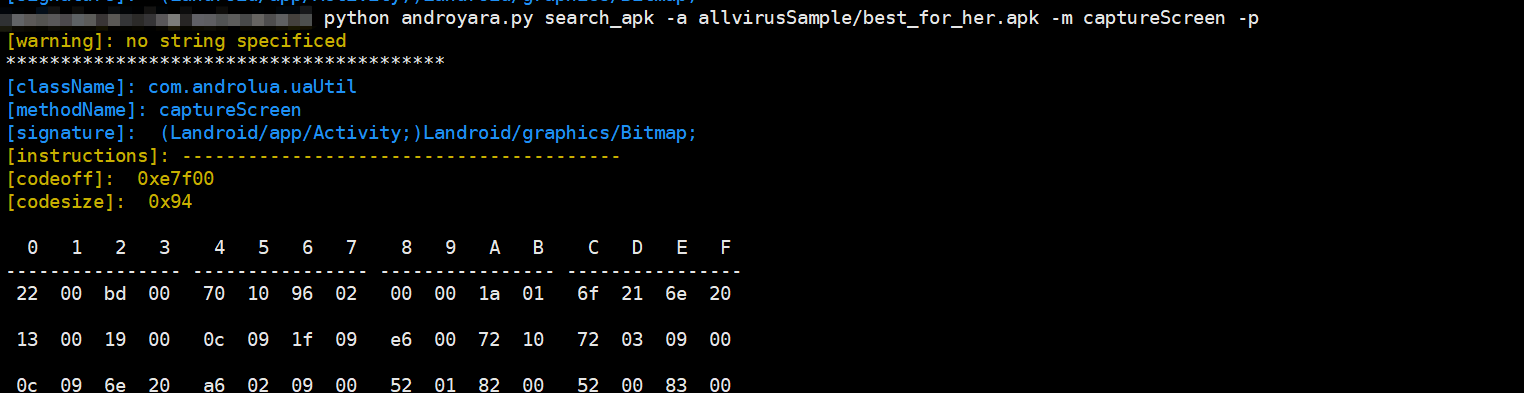 python androyara.py search_apk -a allvirusSample/best_for_her.apk -m captureScreen -p
[warning]: no string specificed
****************************************
[className]: com.androlua.uaUtil
[methodName]: captureScreen
[signature]:  (Landroid/app/Activity;)Landroid/graphics/Bitmap;
[instructions]: ----------------------------------------
[codeoff]:  0xe7f00
[codesize]:  0x94
0 1 2 3 4 5 6 7 8 9 A B C D E F
---------------- ---------------- ---------------- ----------------
22 00 bd 00 70 10 96 02 00 00 1a 01 6f 21 6e 20
13 00 19 00 0c 09 1f 09 e6 00 72 10 72 03 09 00
0c 09 6e 20 a6 02 09 00 52 01 82 00 52 00 83 00